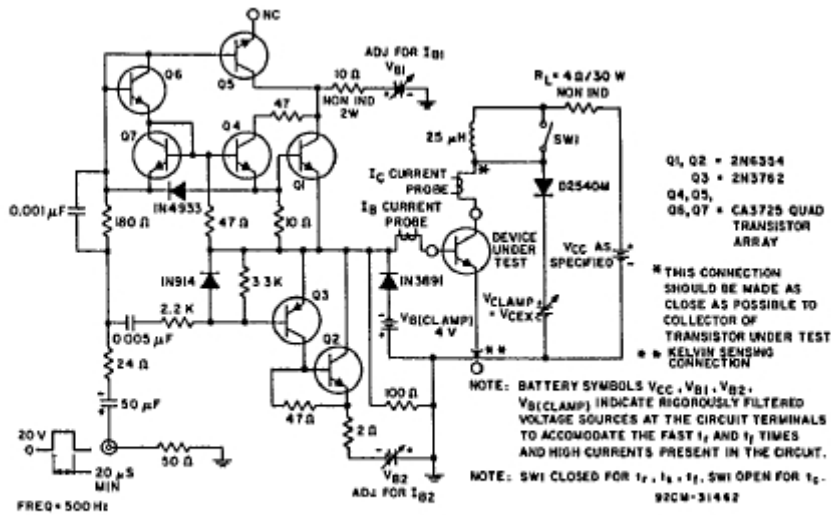 NC
Q6
Q5
ADJ FOR IB1
VB1
10 Ω
NON IND
2W
47
Q7
Q4
Q1
RL = 4Ω/30 W
NON IND
25 μH
SW1
IC CURRENT
PROBE
*
IN4933
0.001 μF
180 Ω
47 Ω
10 Ω
IB CURRENT
PROBE
D2540M
DEVICE
UNDER
TEST
VCC AS
SPECIFIED
Q1, Q2 = 2N6354
Q3 = 2N3762
Q4, Q5,
Q6, Q7 = CA3725 QUAD
TRANSISTOR
ARRAY
IN914
3.3 K
IN3891
VB(CLAMP)
4 V
VCLAMP
= VCEX
* THIS CONNECTION
SHOULD BE MADE AS
CLOSE AS POSSIBLE TO
COLLECTOR OF
TRANSISTOR UNDER TEST
* * KELVIN SENSING
CONNECTION
2.2 K
0.005 μF
Q3
Q2
* *
24 Ω
50 μF
47Ω
2 Ω
100 Ω
20 V
0
20 μS
MIN
50 Ω
VB2
ADJ FOR IB2
FREQ = 500 Hz
NOTE: BATTERY SYMBOLS VCC, VB1, VB2,
VB(CLAMP) INDICATE RIGOROUSLY FILTERED
VOLTAGE SOURCES AT THE CIRCUIT TERMINALS
TO ACCOMODATE THE FAST tr AND tf TIMES
AND HIGH CURRENTS PRESENT IN THE CIRCUIT.
NOTE: SW1 CLOSED FOR tr, ts, tf, SW1 OPEN FOR tc.
92CM-31462